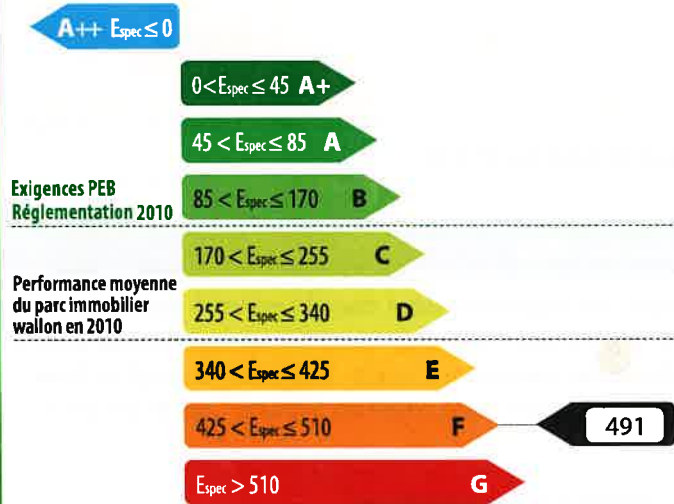 A++ Espec ≤ 0
0 < Espec ≤ 45 A+
45 < Espec ≤ 85 A
Exigences PEB
Réglementation 2010
85 < Espec ≤ 170 B
170 < Espec ≤ 255 C
Performance moyenne
du parc immobilier
wallon en 2010
255 < Espec ≤ 340 D
340 < Espec ≤ 425 E
425 < Espec ≤ 510 F
491
Espec > 510 G